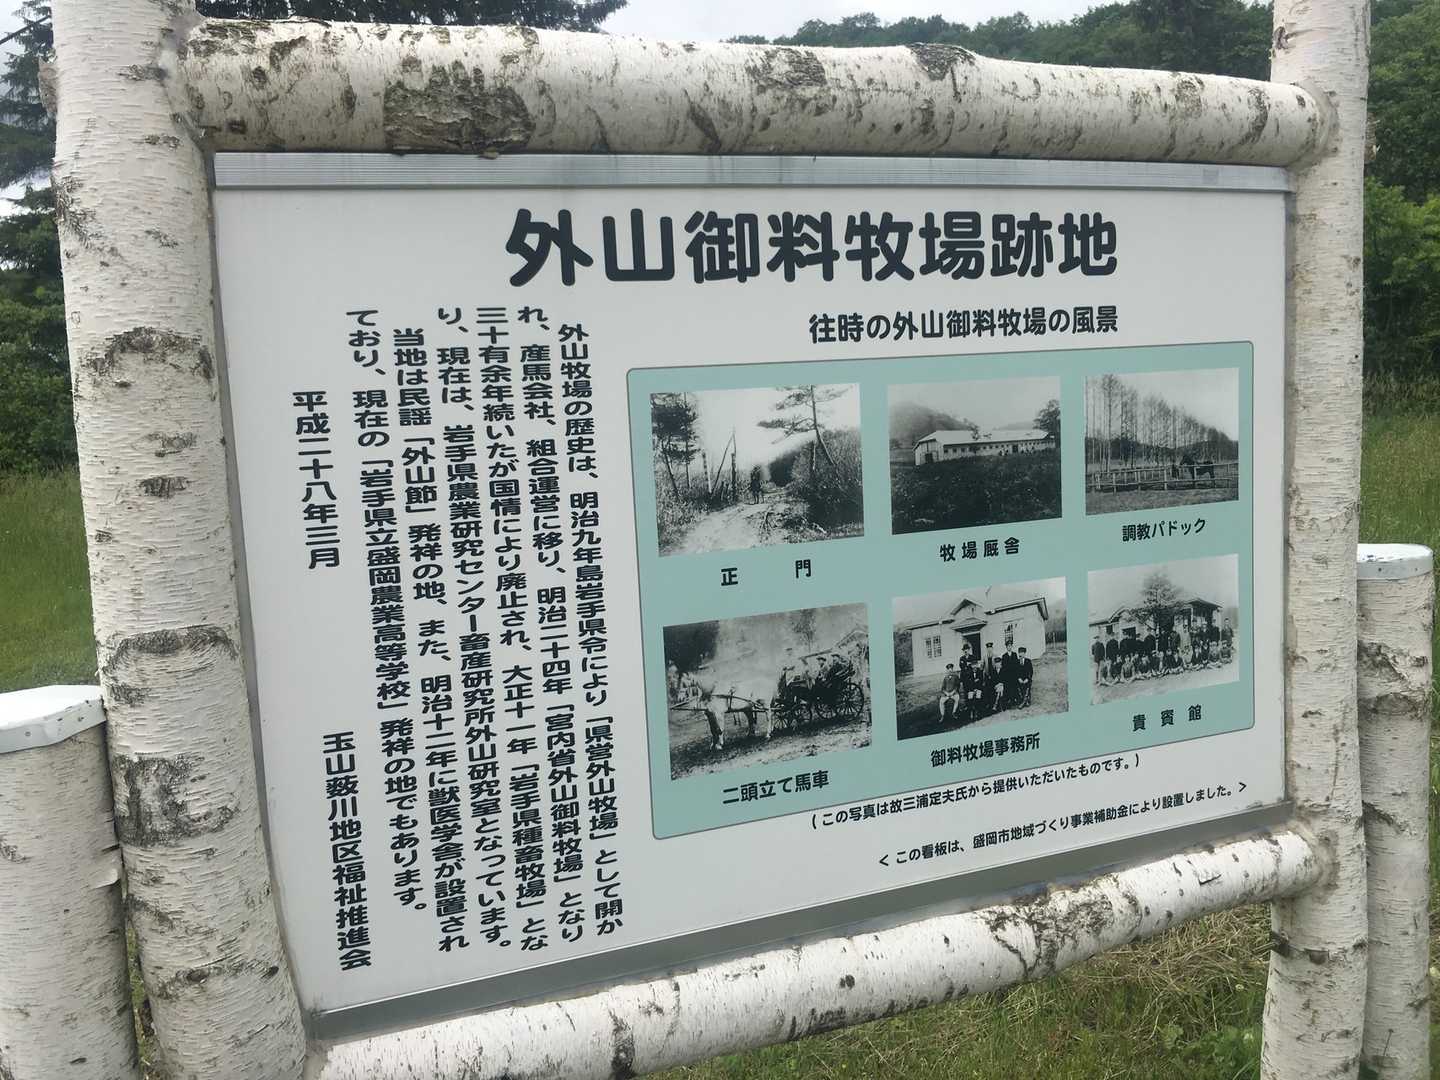 外山御料牧場跡地
往時の外山御料牧場の風景
外山牧場の歴史は、明治九年島岩手県令により「県営外山牧場」として開か
れ、産馬会社、組合運営に移り、明治二十四年「宮内省外山御料牧場」となり
三十有余年続いたが国情により廃止され、大正十一年「岩手県種畜牧場」とな
り、現在は、岩手県農業研究センター畜産研究所外山研究室となっています。
当地は民謡「外山節」発祥の地、また、明治十二年に獣医学舎が設置され
ており、現在の「岩手県立盛岡農業高等学校」発祥の地でもあります。
平成二十八年三月
玉山薮川地区福祉推進会
正門
牧場厩舎
調教パドック
二頭立て馬車
御料牧場事務所
貴賓館
(この写真は故三浦定夫氏から提供いただいたものです。)
<この看板は、盛岡市地域づくり事業補助金により設置しました。>